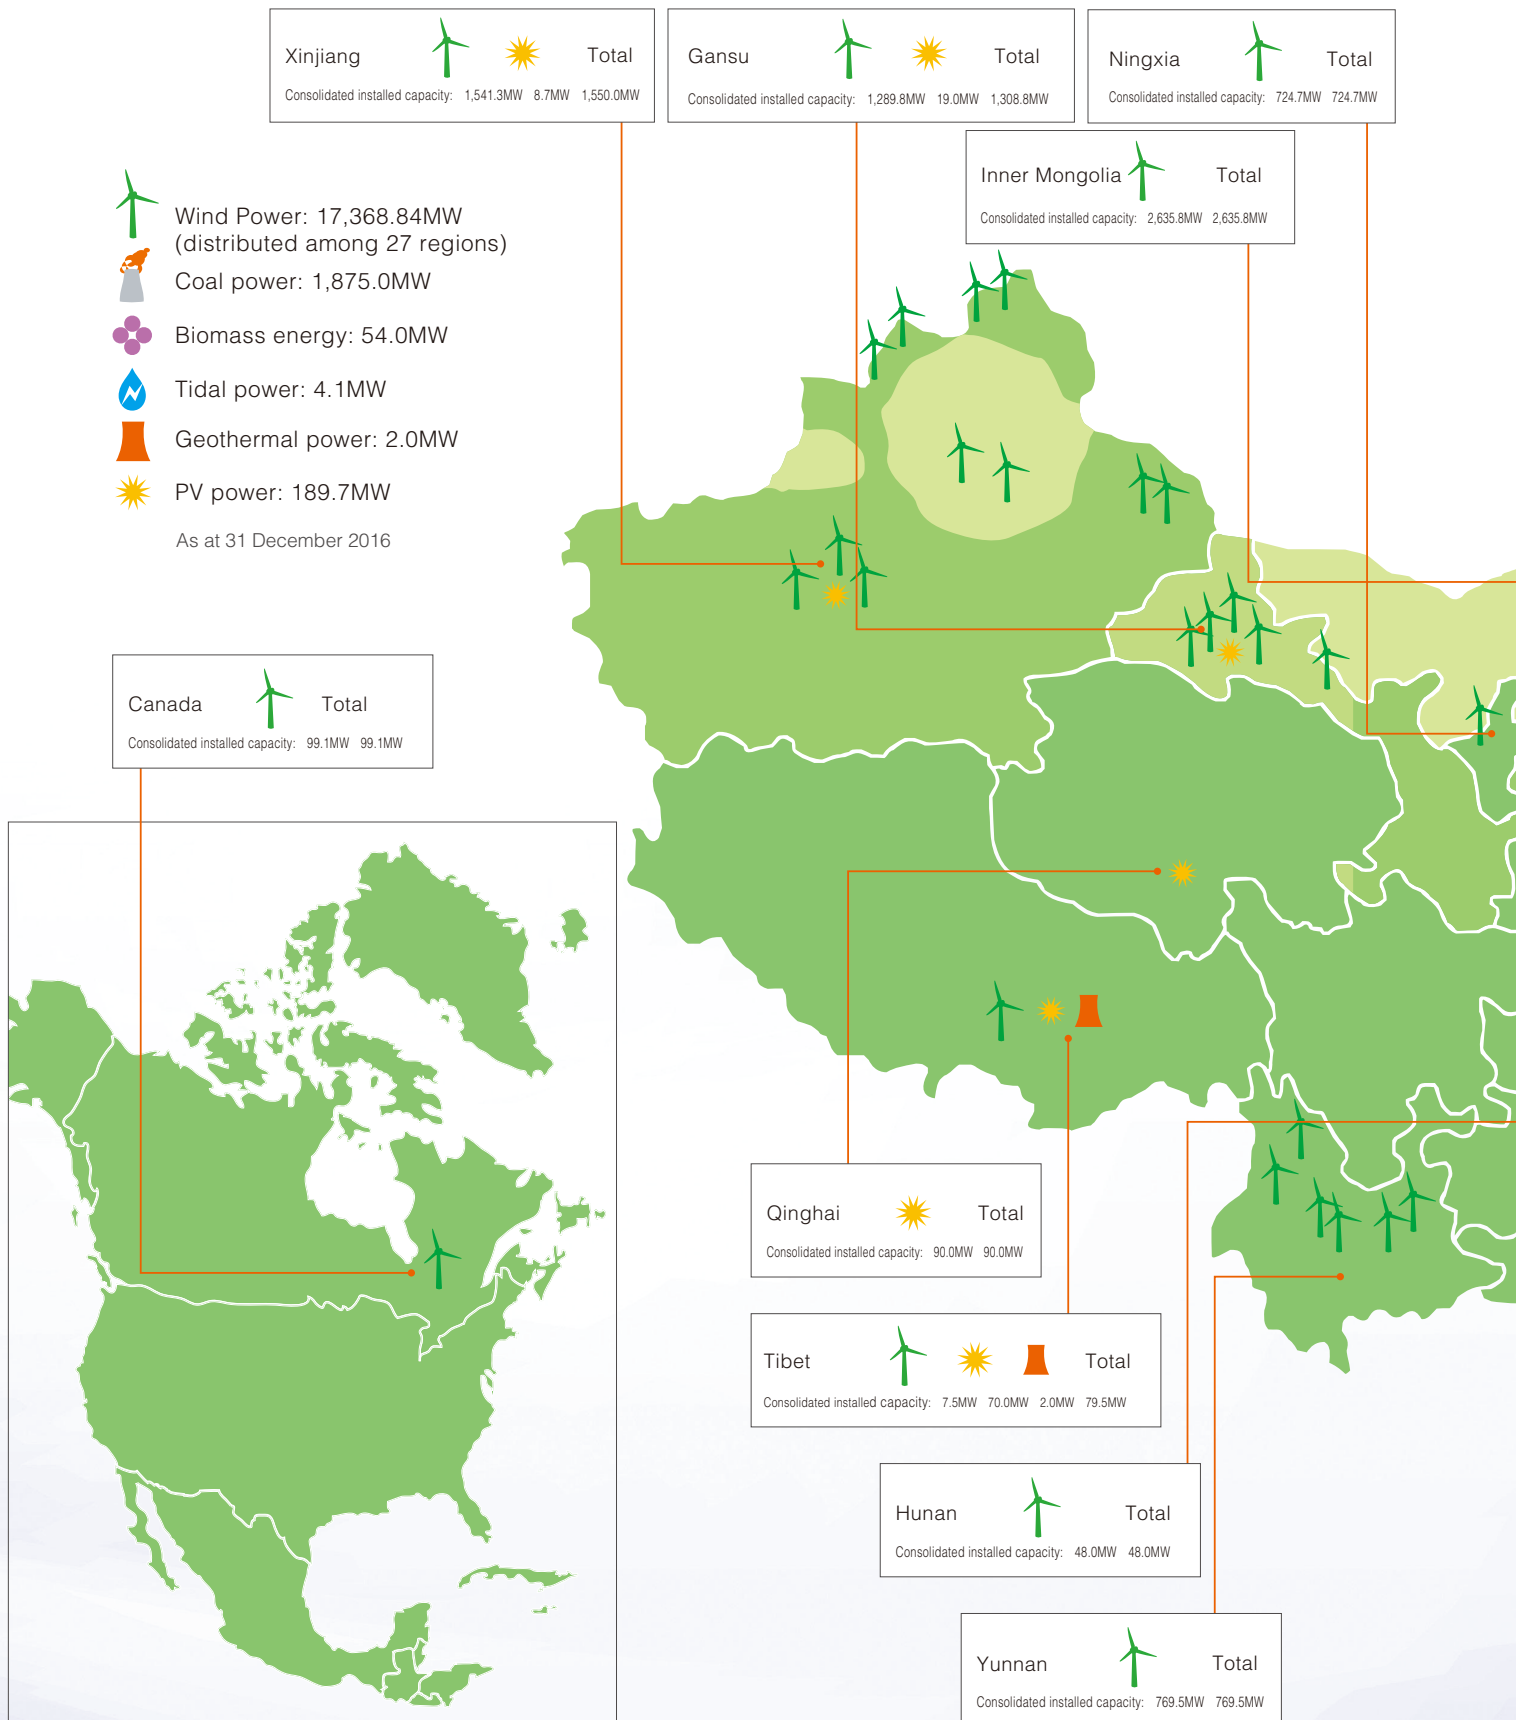 Xinjiang Total
Consolidated installed capacity: 1,541.3MW 8.7MW 1,550.0MW
Gansu Total
Consolidated installed capacity: 1,289.8MW 19.0MW 1,308.8MW
Ningxia Total
Consolidated installed capacity: 724.7MW 724.7MW
Inner Mongolia Total
Consolidated installed capacity: 2,635.8MW 2,635.8MW
Wind Power: 17,368.84MW
(distributed among 27 regions)
Coal power: 1,875.0MW
Biomass energy: 54.0MW
Tidal power: 4.1MW
Geothermal power: 2.0MW
PV power: 189.7MW
As at 31 December 2016
Canada Total
Consolidated installed capacity: 99.1MW 99.1MW
Qinghai Total
Consolidated installed capacity: 90.0MW 90.0MW
Tibet Total
Consolidated installed capacity: 7.5MW 70.0MW 2.0MW 79.5MW
Hunan Total
Consolidated installed capacity: 48.0MW 48.0MW
Yunnan Total
Consolidated installed capacity: 769.5MW 769.5MW